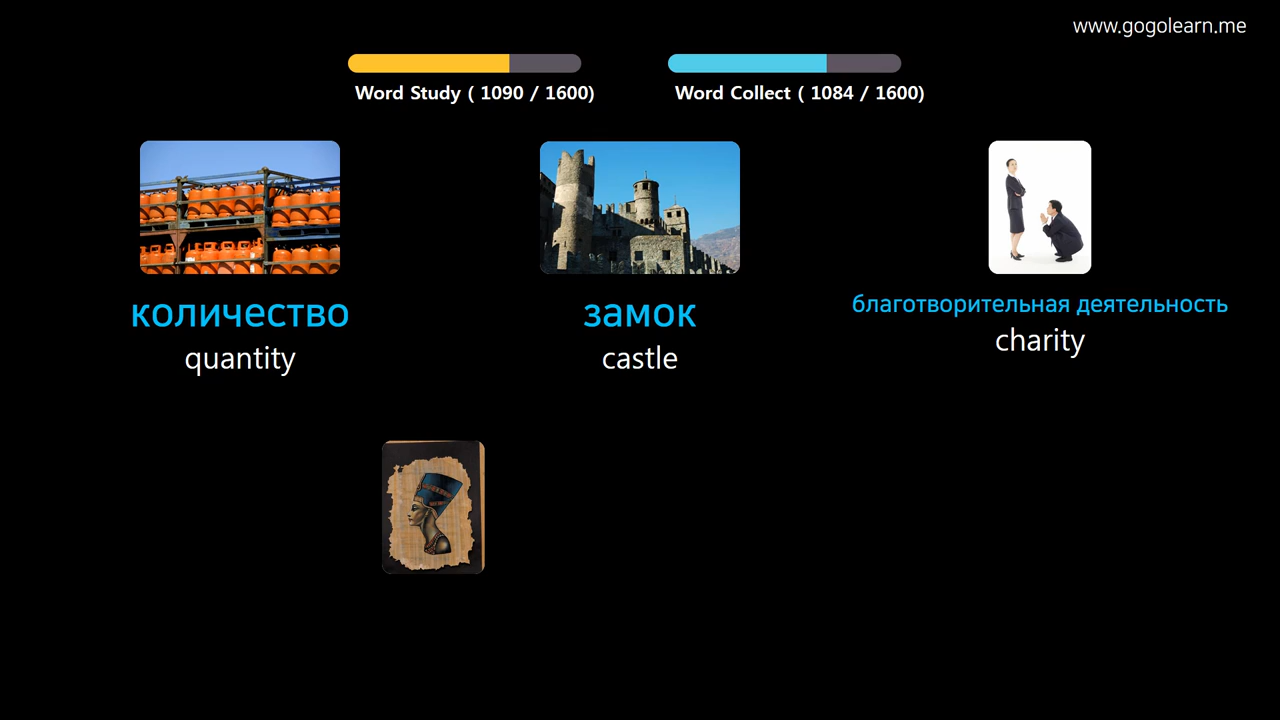 www.gogolearn.me
Word Study ( 1090 / 1600)
Word Collect ( 1084 / 1600)
количество
quantity
замок
castle
благотворительная деятельность
charity